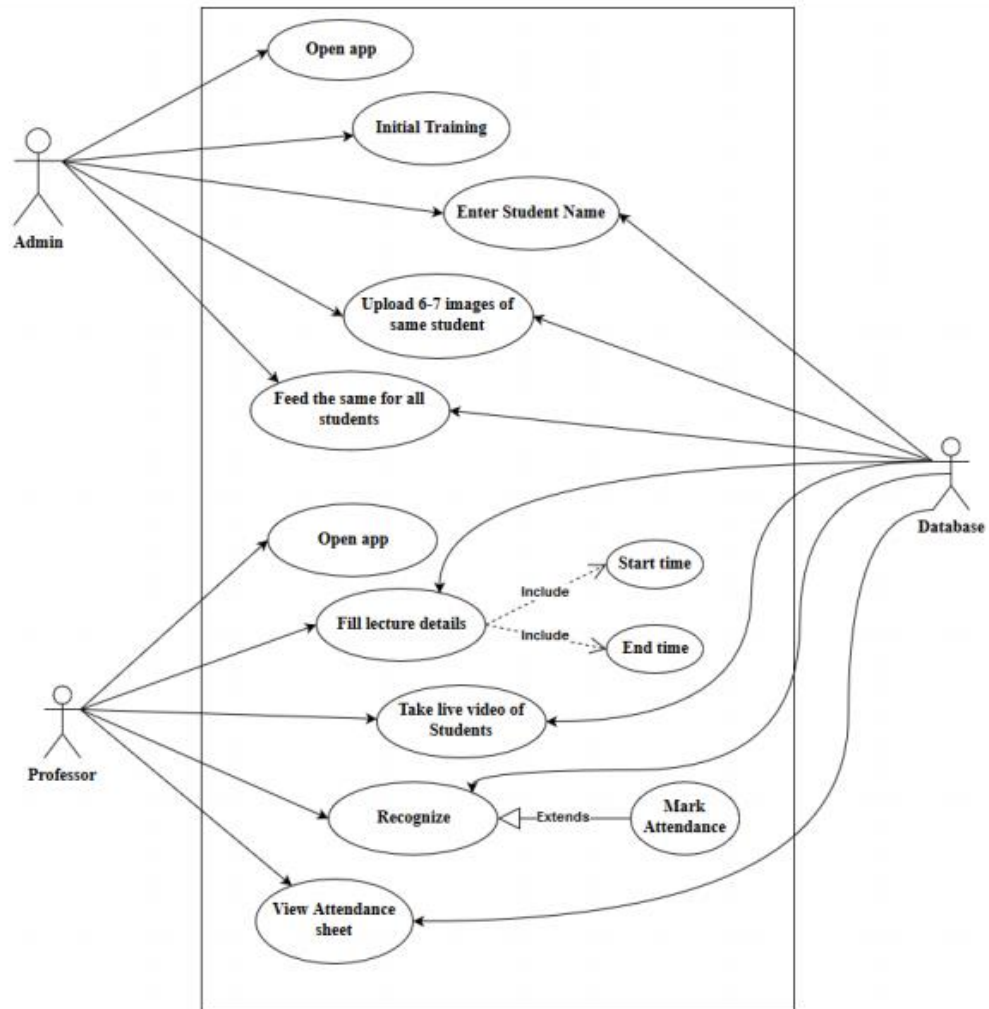 Open app
Initial Training
Admin
Enter Student Name
Upload 6-7 images of
same student
Feed the same for all
students
Database
Open app
Start time
Include
Fill lecture details
Include
End time
Take live video of
Students
Professor
Recognize
Extends
Mark
Attendance
View Attendance
sheet